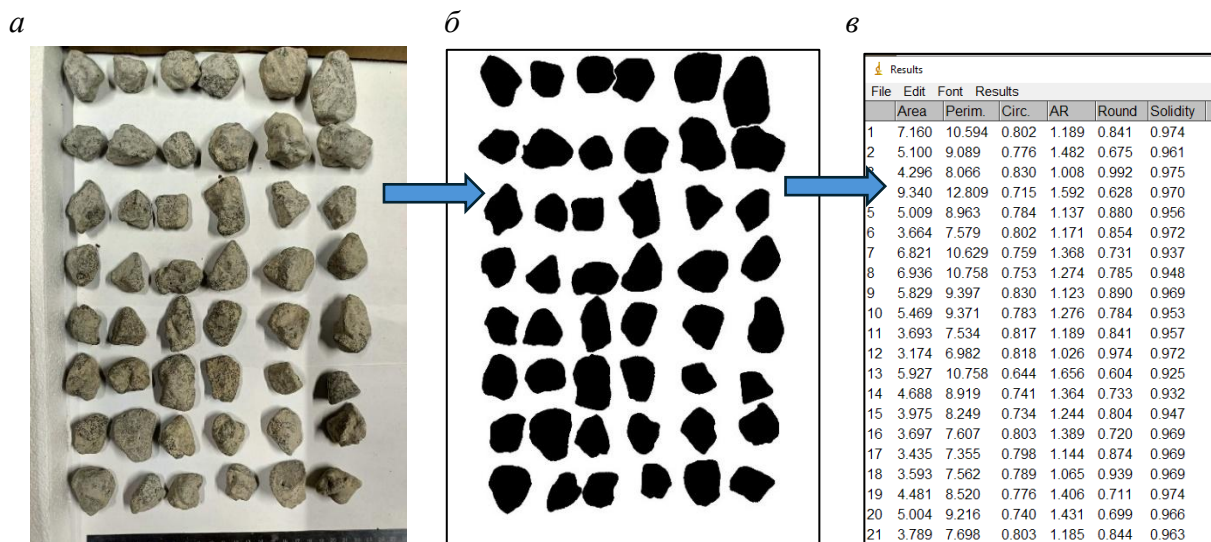 а б в
Results
File Edit Font Results
Area Perim. Circ. AR Round Solidity
1 7.160 10.594 0.802 1.189 0.841 0.974
2 5.100 9.089 0.776 1.482 0.675 0.961
4.296 8.066 0.830 1.008 0.992 0.975
9.340 12.809 0.715 1.592 0.628 0.970
5 5.009 8.963 0.784 1.137 0.880 0.956
6 3.664 7.579 0.802 1.171 0.854 0.972
7 6.821 10.629 0.759 1.368 0.731 0.937
8 6.936 10.758 0.753 1.274 0.785 0.948
9 5.829 9.397 0.830 1.123 0.890 0.969
10 5.469 9.371 0.783 1.276 0.784 0.953
11 3.693 7.534 0.817 1.189 0.841 0.957
12 3.174 6.982 0.818 1.026 0.974 0.972
13 5.927 10.758 0.644 1.656 0.604 0.925
14 4.688 8.919 0.741 1.364 0.733 0.932
15 3.975 8.249 0.734 1.244 0.804 0.947
16 3.697 7.607 0.803 1.389 0.720 0.969
17 3.435 7.355 0.798 1.144 0.874 0.969
18 3.593 7.562 0.789 1.065 0.939 0.969
19 4.481 8.520 0.776 1.406 0.711 0.974
20 5.004 9.216 0.740 1.431 0.699 0.966
21 3.789 7.698 0.803 1.185 0.844 0.963